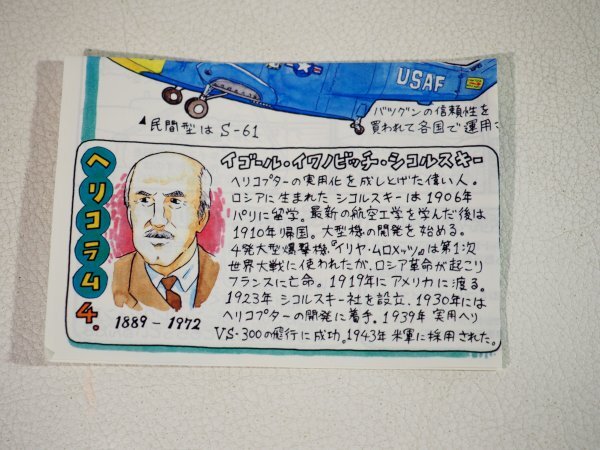 USAF
▲民間型は S-61
バツグンの信頼性を
買われて各国で運用
ヘリコラム4.
イゴール・イワノビッチ・シコルスキー
ヘリコプターの実用化を成しとげた偉い人。
ロシアに生まれた シコルスキーは 1906年
パリに留学。最新の航空工学を学んだ後は
1910年帰国。大型機の開発を始める。
4発大型爆撃機『イリヤ・ムロメッツ』は第1次
世界大戦に使われたが、ロシア革命が起こり
フランスに亡命。1919年にアメリカに渡る。
1923年 シコルスキー社を設立、1930年には
ヘリコプターの開発に着手。1939年 実用ヘリ
VS-300の飛行に成功。1943年 米軍に採用された。
1889-1972